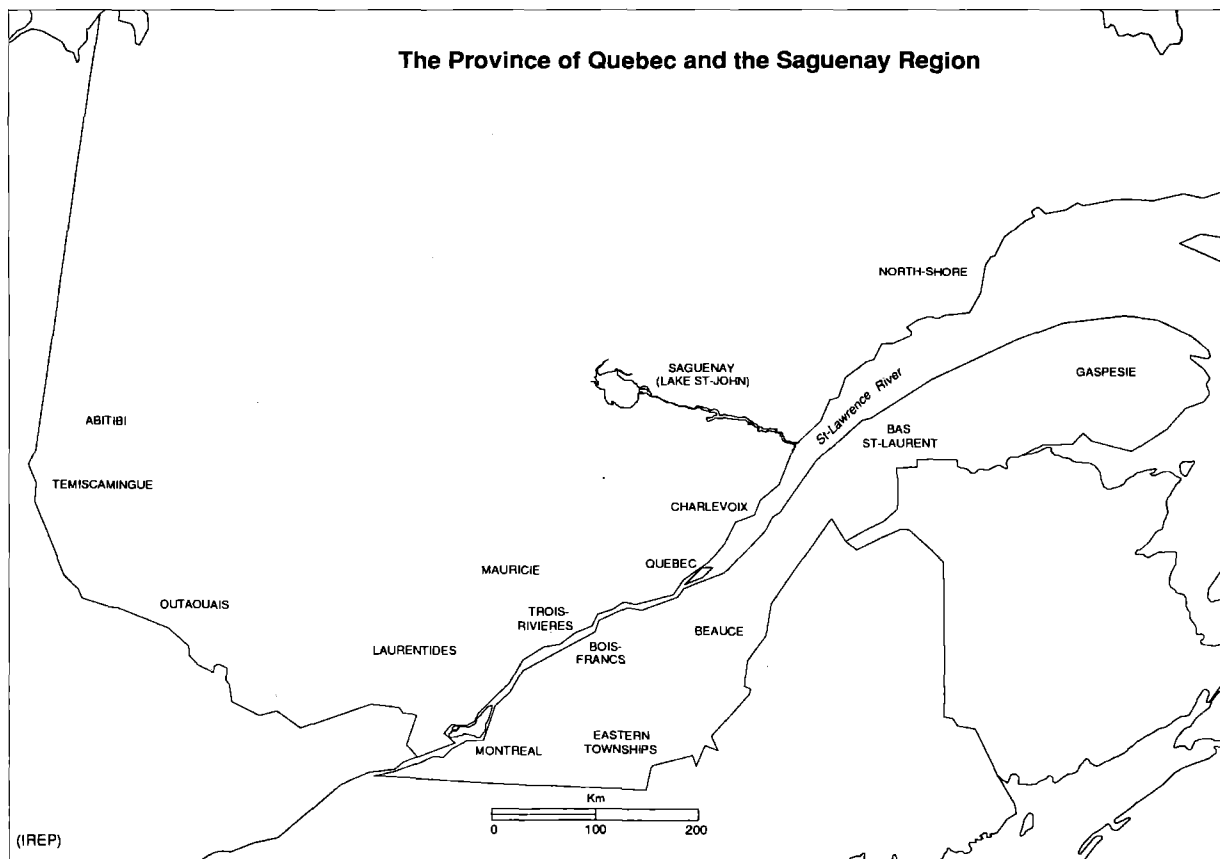 The Province of Quebec and the Saguenay Region
NORTH-SHORE
SAGUENAY
(LAKE ST-JOHN)
GASPESIE
St-Lawrence River
ABITIBI
BAS
ST-LAURENT
TEMISCAMINGUE
CHARLEVOIX
QUEBEC
MAURICIE
OUTAOUAIS
TROIS-
RIVIERES
BEAUCE
LAURENTIDES
BOIS-
FRANCS
EASTERN
TOWNSHIPS
MONTREAL
Km
0 100 200
(IREP)